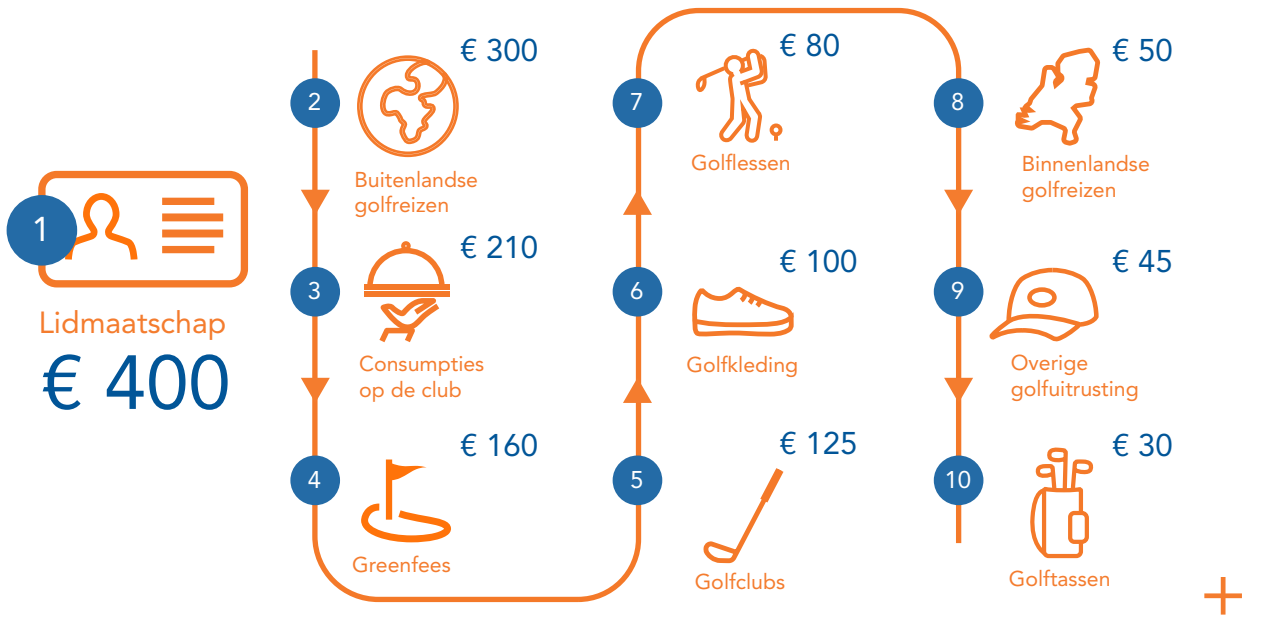 1
Lidmaatschap
€ 400
2
€ 300
Buitenlandse
golfreizen
3
€ 210
Consumpties
op de club
4
€ 160
Greenfees
5
€ 125
Golfclubs
6
€ 100
Golfkleding
7
€ 80
Golflessen
8
€ 50
Binnenlandse
golfreizen
9
€ 45
Overige
golfuitrusting
10
€ 30
Golftassen
+